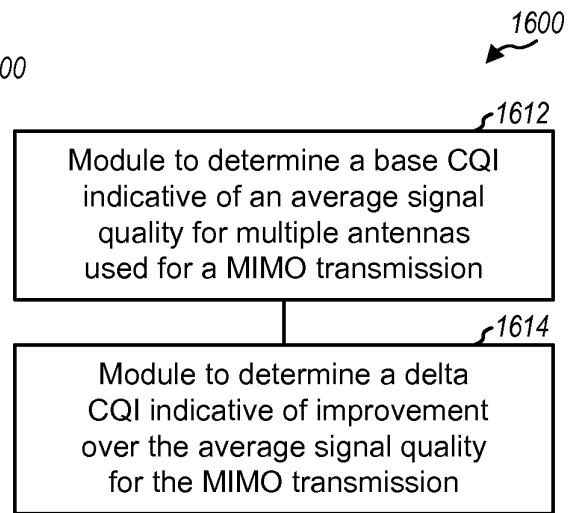 1600
00
1612
Module to determine a base CQI
indicative of an average signal
quality for multiple antennas
used for a MIMO transmission
1614
Module to determine a delta
CQI indicative of improvement
over the average signal quality
for the MIMO transmission